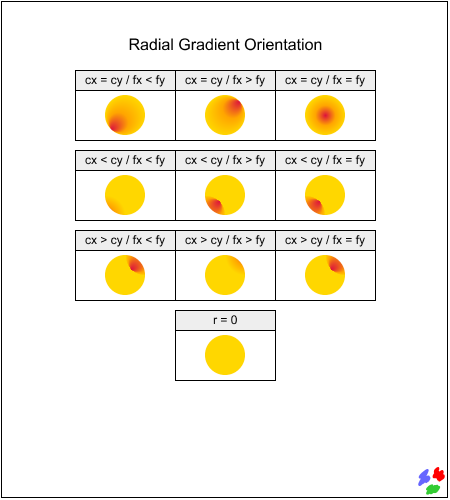 Radial Gradient Orientation
cx = cy / fx < fy
cx = cy / fx > fy
cx = cy / fx = fy
cx < cy / fx < fy
cx < cy / fx > fy
cx < cy / fx = fy
cx > cy / fx < fy
cx > cy / fx > fy
cx > cy / fx = fy
r = 0